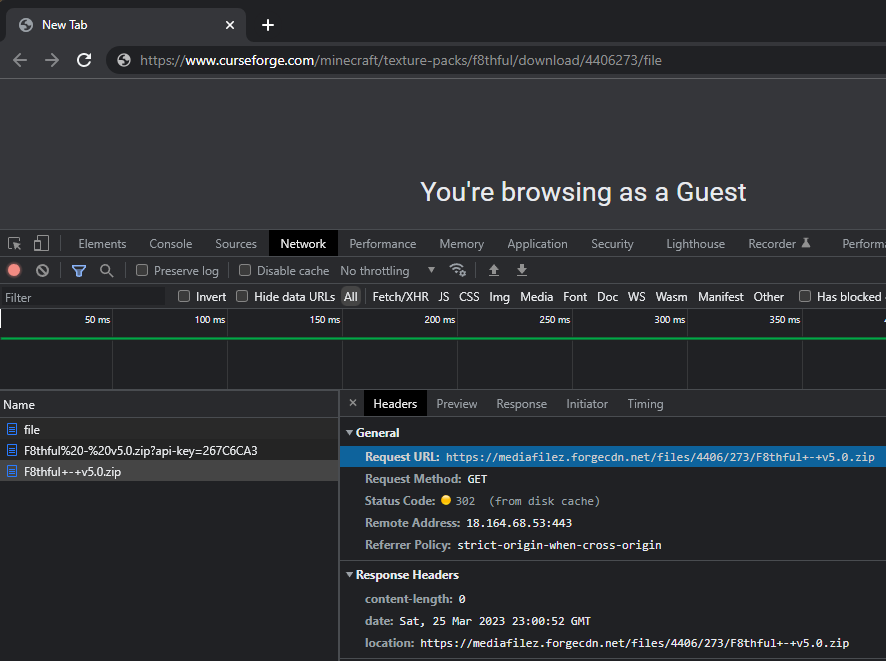 New Tab
https://www.curseforge.com/minecraft/texture-packs/f8thful/download/4406273/file
You're browsing as a Guest
Elements Console Sources Network Performance Memory Application Security Lighthouse Recorder
Preserve log Disable cache No throttling
Filter Invert Hide data URLs All Fetch/XHR JS CSS Img Media Font Doc WS Wasm Manifest Other Has blocked
50 ms 100 ms 150 ms 200 ms 250 ms 300 ms 350 ms
Name × Headers Preview Response Initiator Timing
file
F8thful%20-%20v5.0.zip?api-key=267C6CA3
F8thful+-+v5.0.zip
General
Request URL: https://mediafilez.forgecdn.net/files/4406/273/F8thful+-+v5.0.zip
Request Method: GET
Status Code: 302 (from disk cache)
Remote Address: 18.164.68.53:443
Referrer Policy: strict-origin-when-cross-origin
Response Headers
content-length: 0
date: Sat, 25 Mar 2023 23:00:52 GMT
location: https://mediafilez.forgecdn.net/files/4406/273/F8thful+-+v5.0.zip